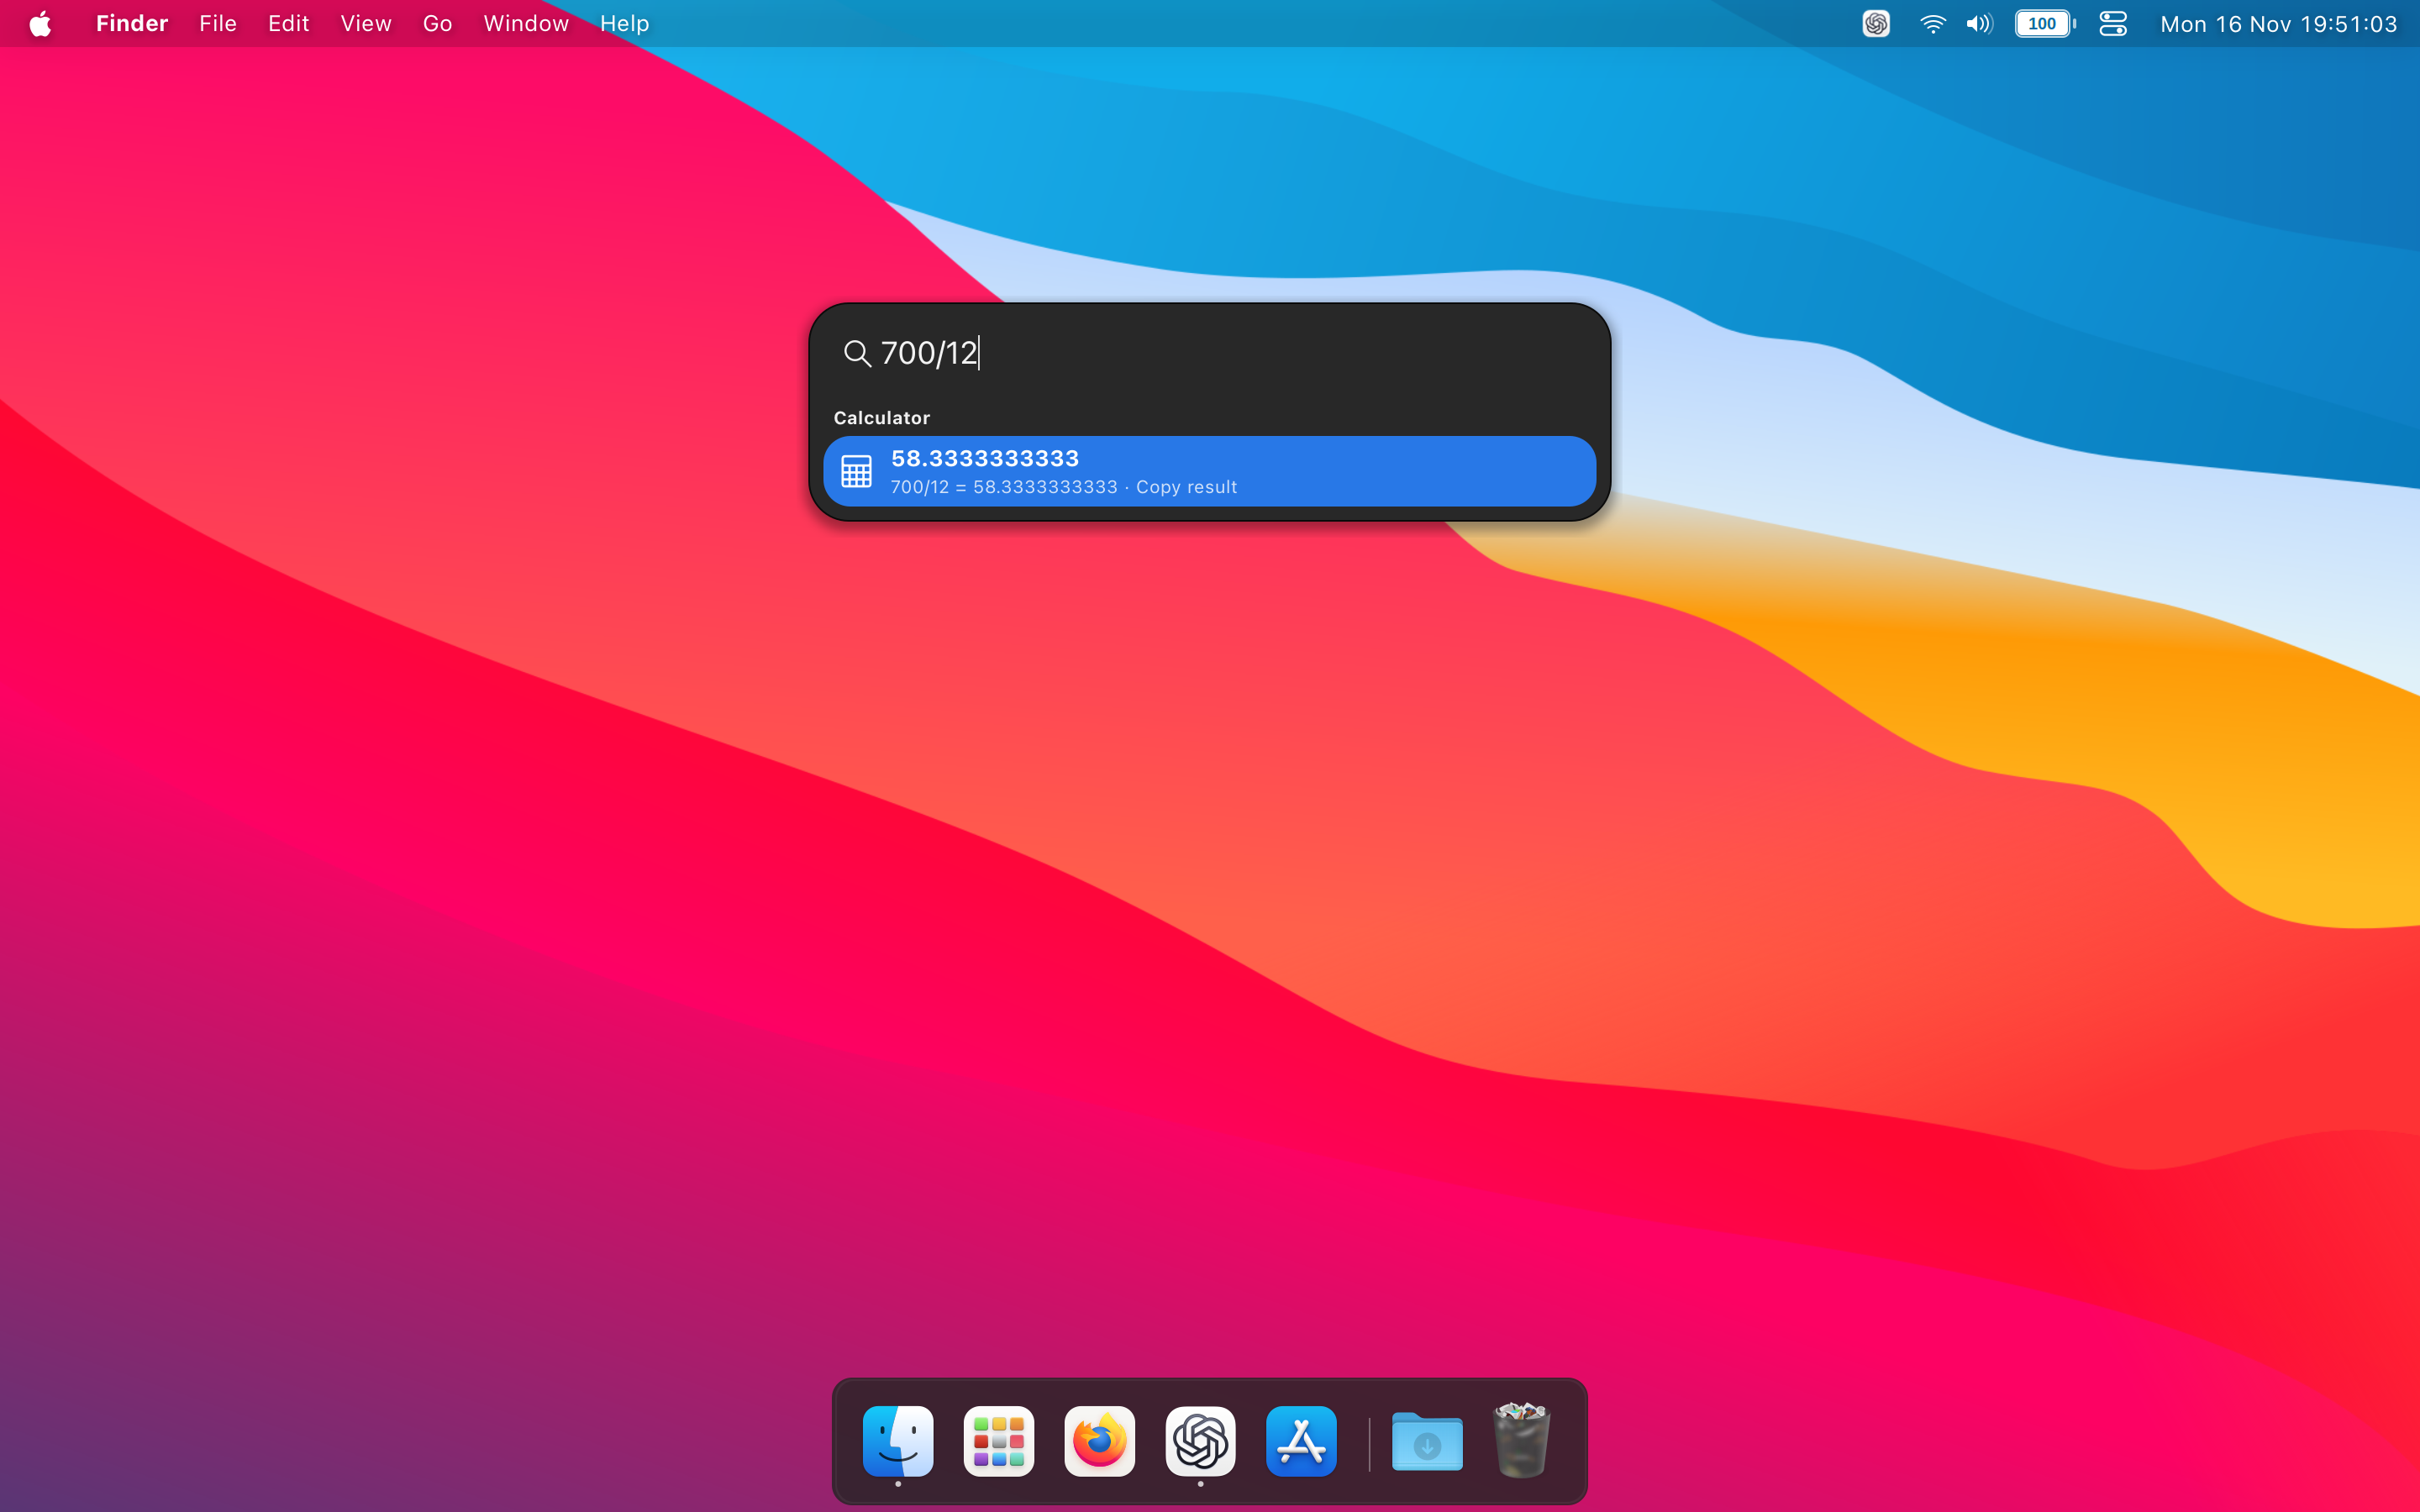 Finder File Edit View Go Window Help 100 Mon 16 Nov 19:51:03
700/12
Calculator
58.3333333333
700/12 = 58.3333333333 · Copy result